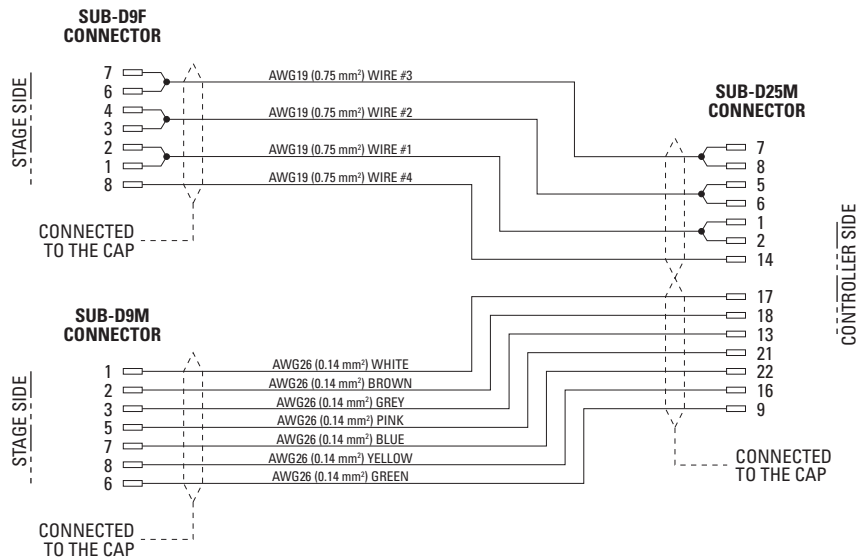 SUB-D9F
CONNECTOR
STAGE SIDE
7
6
4
3
2
1
8
AWG19 (0.75 mm²) WIRE #3
AWG19 (0.75 mm²) WIRE #2
AWG19 (0.75 mm²) WIRE #1
AWG19 (0.75 mm²) WIRE #4
CONNECTED
TO THE CAP
SUB-D25M
CONNECTOR
7
8
5
6
1
2
14
17
18
13
21
22
16
9
CONTROLLER SIDE
CONNECTED
TO THE CAP
SUB-D9M
CONNECTOR
STAGE SIDE
1
2
3
5
7
8
6
AWG26 (0.14 mm²) WHITE
AWG26 (0.14 mm²) BROWN
AWG26 (0.14 mm²) GREY
AWG26 (0.14 mm²) PINK
AWG26 (0.14 mm²) BLUE
AWG26 (0.14 mm²) YELLOW
AWG26 (0.14 mm²) GREEN
CONNECTED
TO THE CAP